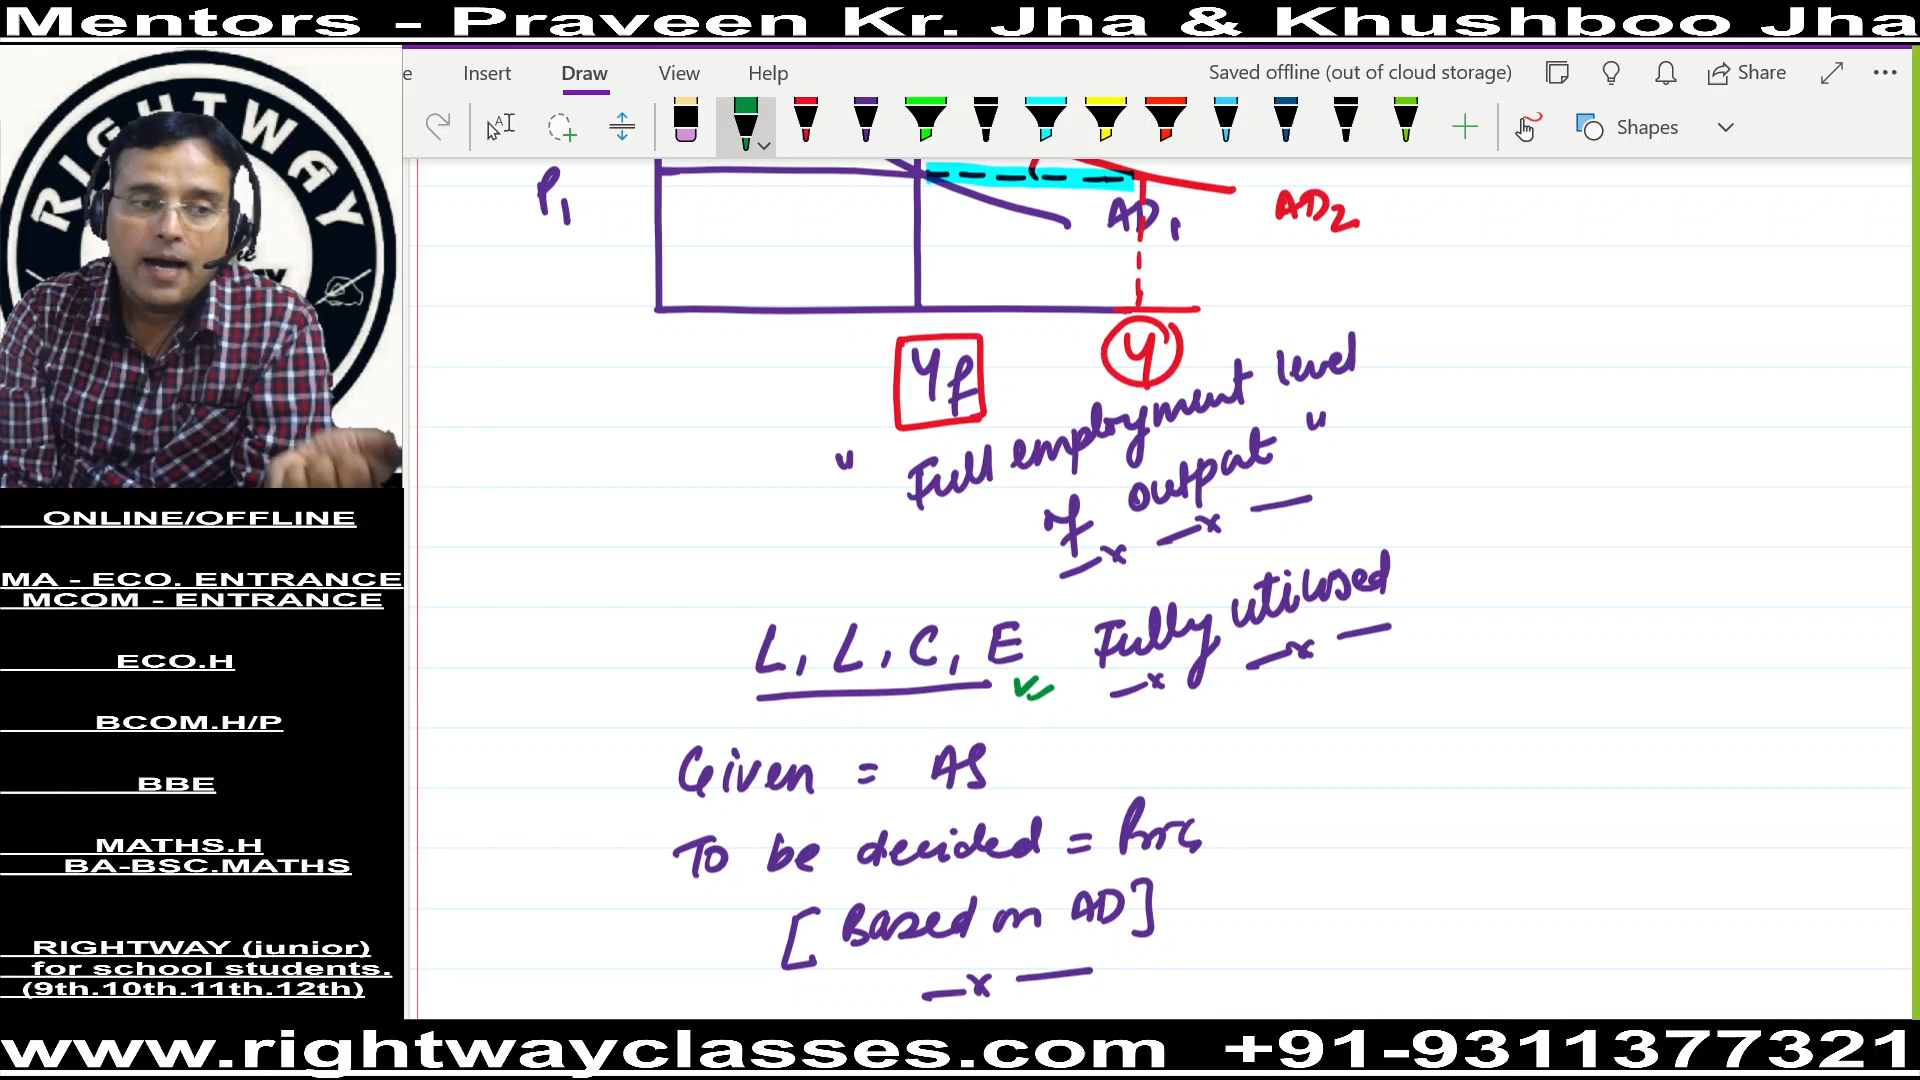 Mentors - Praveen Kr. Jha & Khushboo Jha
Insert Draw View Help Saved offline (out of cloud storage) Share
Shapes
RIGHTWAY
P1 AD1 AD2
Yf Y'
" Full employment level
of output "
L, L, C, E Fully utilised
Given = AS
To be decided =
[Based on AD]
ONLINE/OFFLINE
MA - ECO. ENTRANCE
MCOM - ENTRANCE
ECO.H
BCOM.H/P
BBE
MATHS.H
BA-BSC.MATHS
RIGHTWAY (junior)
for school students.
(9th.10th.11th.12th)
www.rightwayclasses.com +91-9311377321